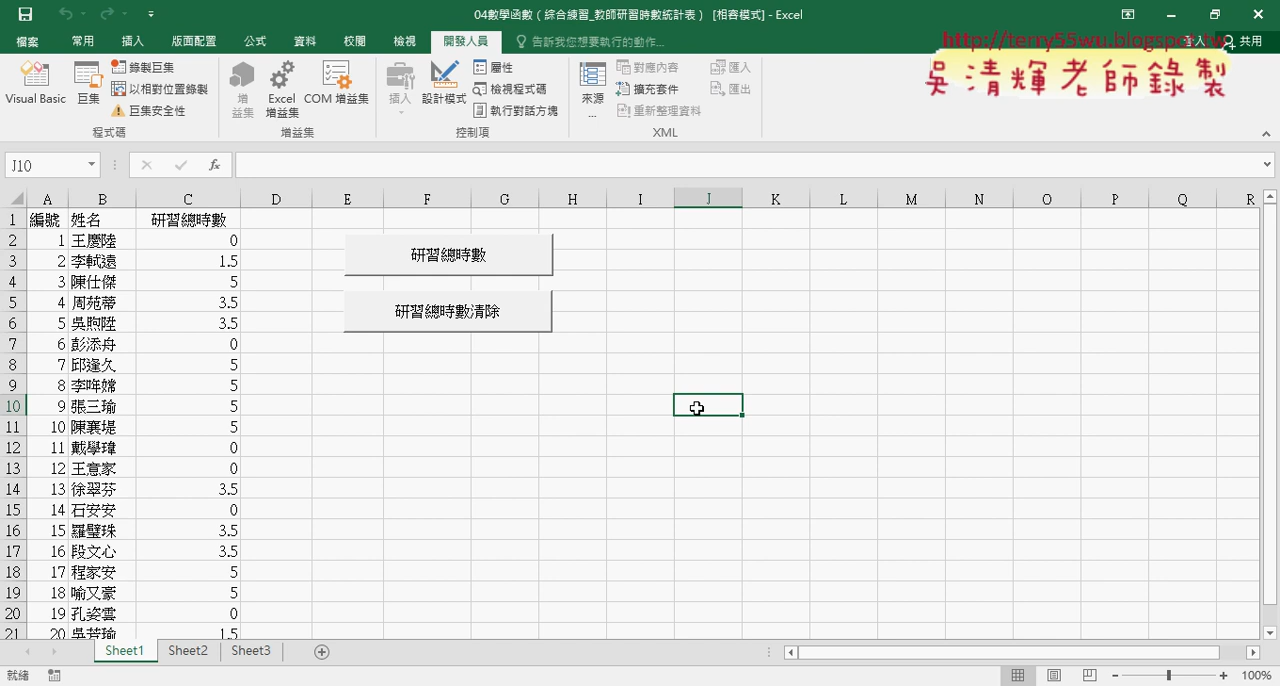 04數學函數（綜合練習_教師研習時數統計表） [相容模式] - Excel
檔案 常用 插入 版面配置 公式 資料 校閱 檢視 開發人員 告訴我您想要執行的動作... 登入 共用
http://terry55wu.blogspot.tw
吳清輝老師錄製
Visual Basic 巨集 錄製巨集 以相對位置錄製 巨集安全性
增益集 Excel 增益集 COM 增益集
插入 設計模式 屬性 檢視程式碼 執行對話方塊
來源... 對應內容 擴充套件 重新整理資料 匯入 匯出
程式碼 增益集 控制項 XML
J10 fx
A B C D E F G H I J K L M N O P Q R
1 編號 姓名 研習總時數
2 1 王慶陸 0
3 2 李軾遠 1.5
4 3 陳仕傑 5
5 4 周苑蒂 3.5
6 5 吳煦陞 3.5
7 6 彭添舟 0
8 7 邱逢久 5
9 8 李哖嫦 5
10 9 張三瑜 5
11 10 陳襄堤 5
12 11 戴學瑋 0
13 12 王意家 0
14 13 徐翠芬 3.5
15 14 石安安 0
16 15 羅璧珠 3.5
17 16 段文心 3.5
18 17 程家安 5
19 18 喻又豪 5
20 19 孔姿雲 0
21 20 吳芳瑜 1.5
研習總時數
研習總時數清除
Sheet1 Sheet2 Sheet3
就緒 100%